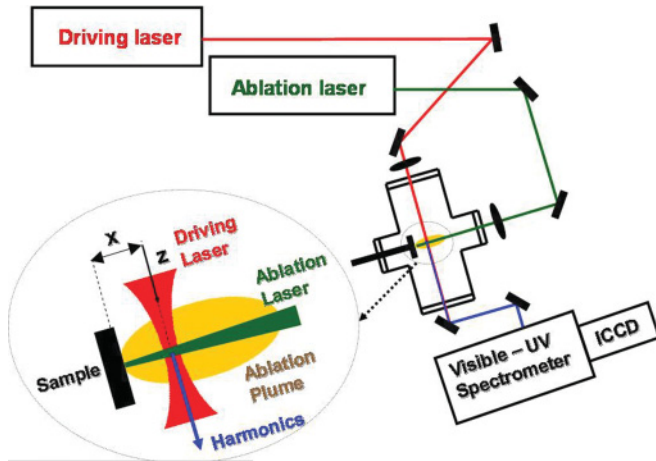 Driving laser
Ablation laser
X
Z
Driving
Laser
Ablation
Laser
Sample
Ablation
Plume
Harmonics
Visible – UV
Spectrometer
ICCD